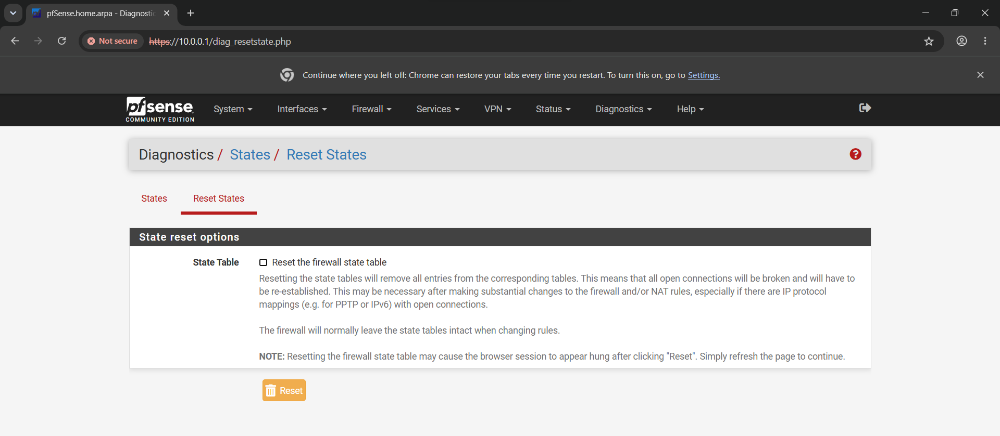 pfSense.home.arpa - Diagnostic
Not secure
https://10.0.0.1/diag_resetstate.php
Continue where you left off: Chrome can restore your tabs every time you restart. To turn this on, go to Settings.
pfsense
COMMUNITY EDITION
System
Interfaces
Firewall
Services
VPN
Status
Diagnostics
Help
Diagnostics / States / Reset States
States
Reset States
State reset options
State Table
Reset the firewall state table
Resetting the state tables will remove all entries from the corresponding tables. This means that all open connections will be broken and will have to
be re-established. This may be necessary after making substantial changes to the firewall and/or NAT rules, especially if there are IP protocol
mappings (e.g. for PPTP or IPv6) with open connections.
The firewall will normally leave the state tables intact when changing rules.
NOTE: Resetting the firewall state table may cause the browser session to appear hung after clicking "Reset". Simply refresh the page to continue.
Reset